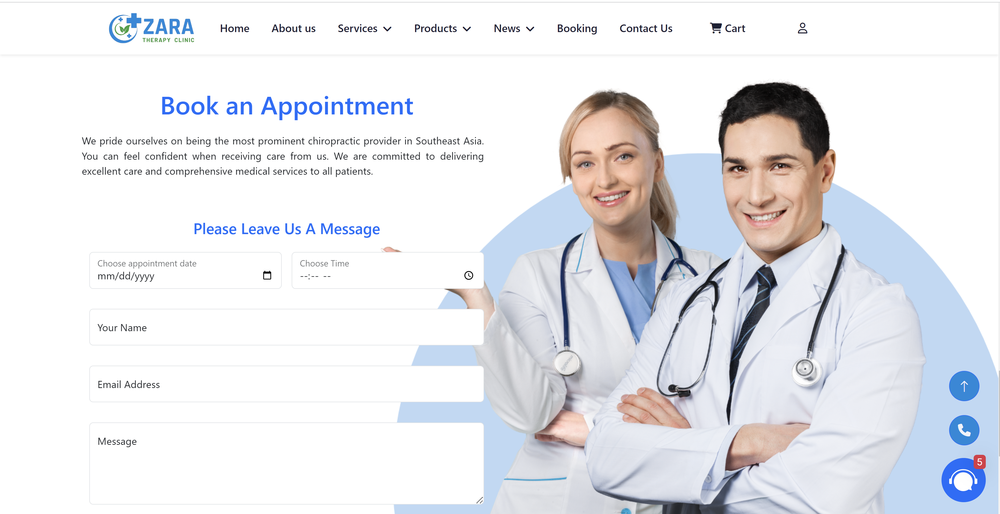 ZARA
THERAPY CLINIC
Home
About us
Services
Products
News
Booking
Contact Us
Cart
Book an Appointment
We pride ourselves on being the most prominent chiropractic provider in Southeast Asia.
You can feel confident when receiving care from us. We are committed to delivering
excellent care and comprehensive medical services to all patients.
Please Leave Us A Message
Choose appointment date
mm/dd/yyyy
Choose Time
--:-- --
Your Name
Email Address
Message
microlife
5